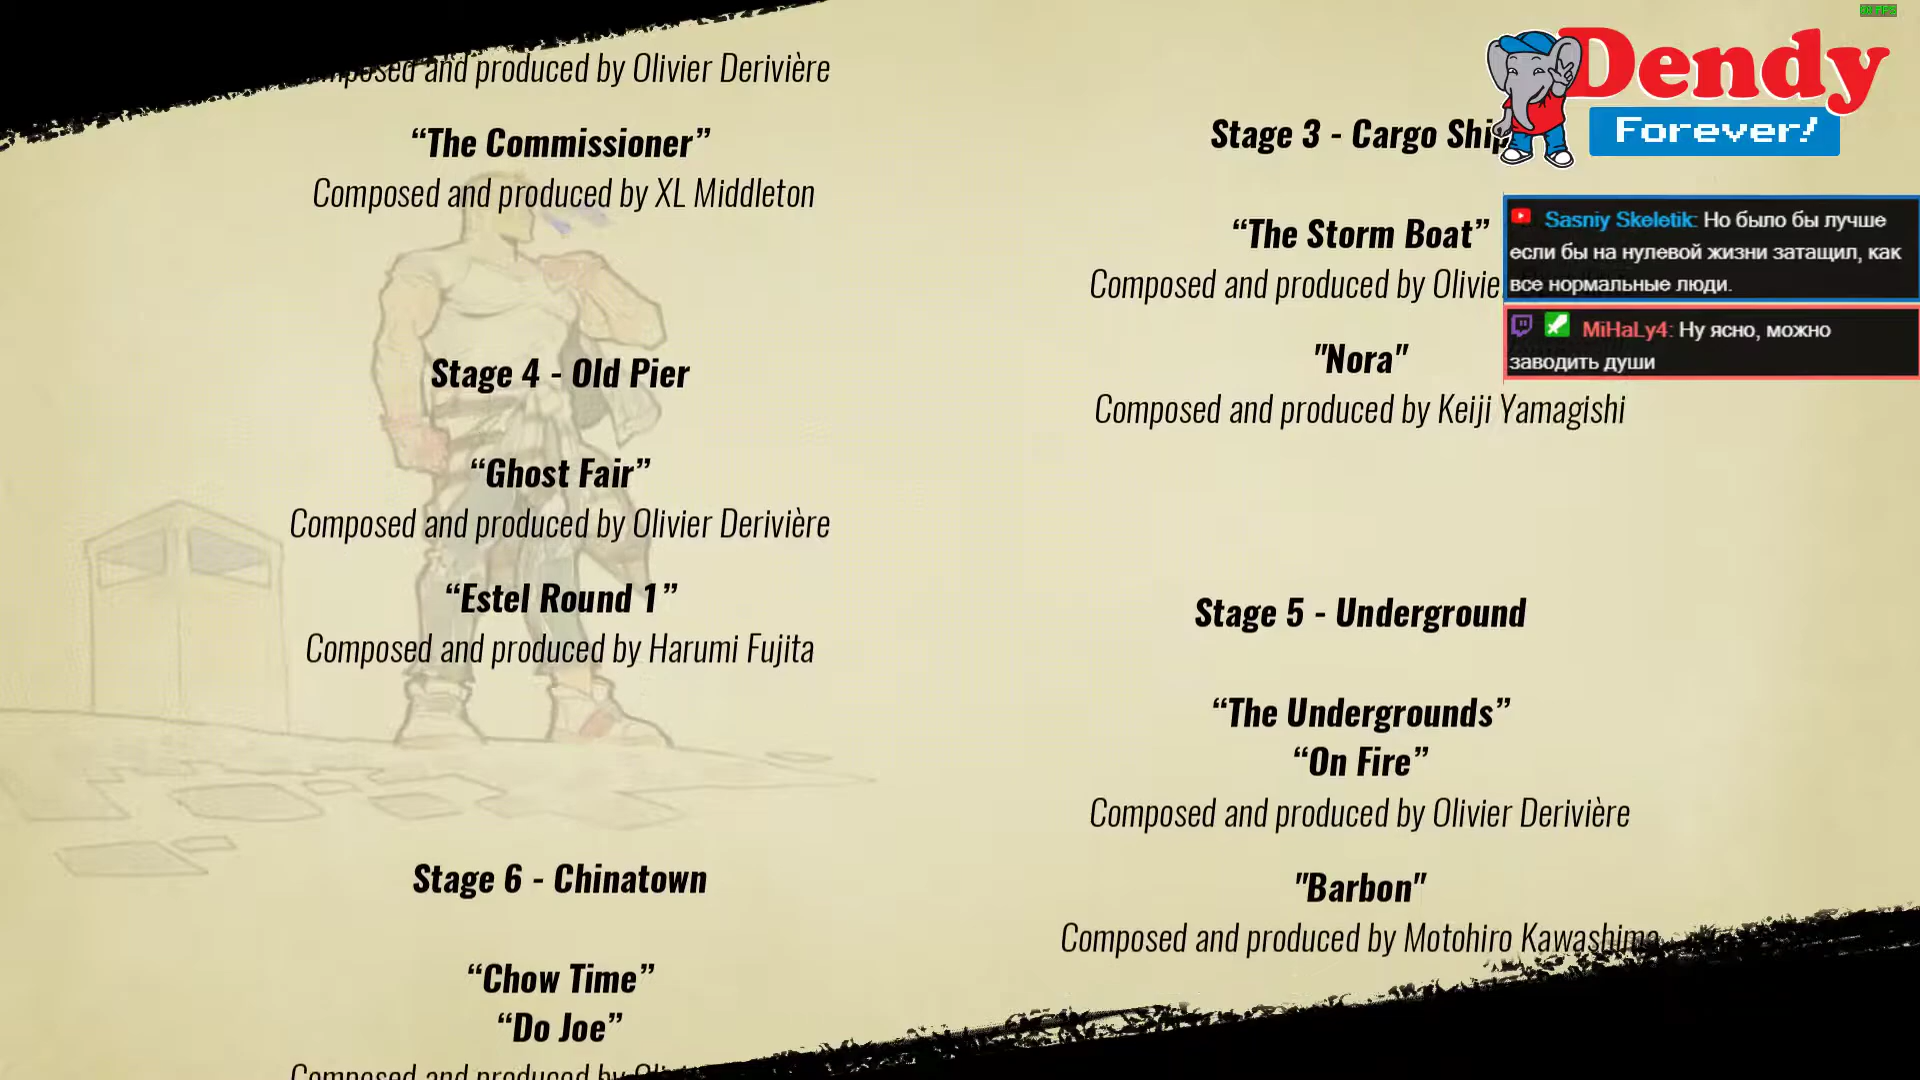 and produced by Olivier Derivière
“The Commissioner”
Composed and produced by XL Middleton
Stage 4 - Old Pier
“Ghost Fair”
Composed and produced by Olivier Derivière
“Estel Round 1”
Composed and produced by Harumi Fujita
Stage 6 - Chinatown
“Chow Time”
“Do Joe”
Composed and produced by
Stage 3 - Cargo Ship
“The Storm Boat”
Composed and produced by
"Nora"
Composed and produced by Keiji Yamagishi
Stage 5 - Underground
“The Undergrounds”
“On Fire”
Composed and produced by Olivier Derivière
"Barbon"
Composed and produced by Motohiro Kawashima
Dendy
Forever!
Sasniy Skeletik: Но было бы лучше
если бы на нулевой жизни затащил, как
все нормальные люди.
MiHaLy4: Ну ясно, можно
заводить души